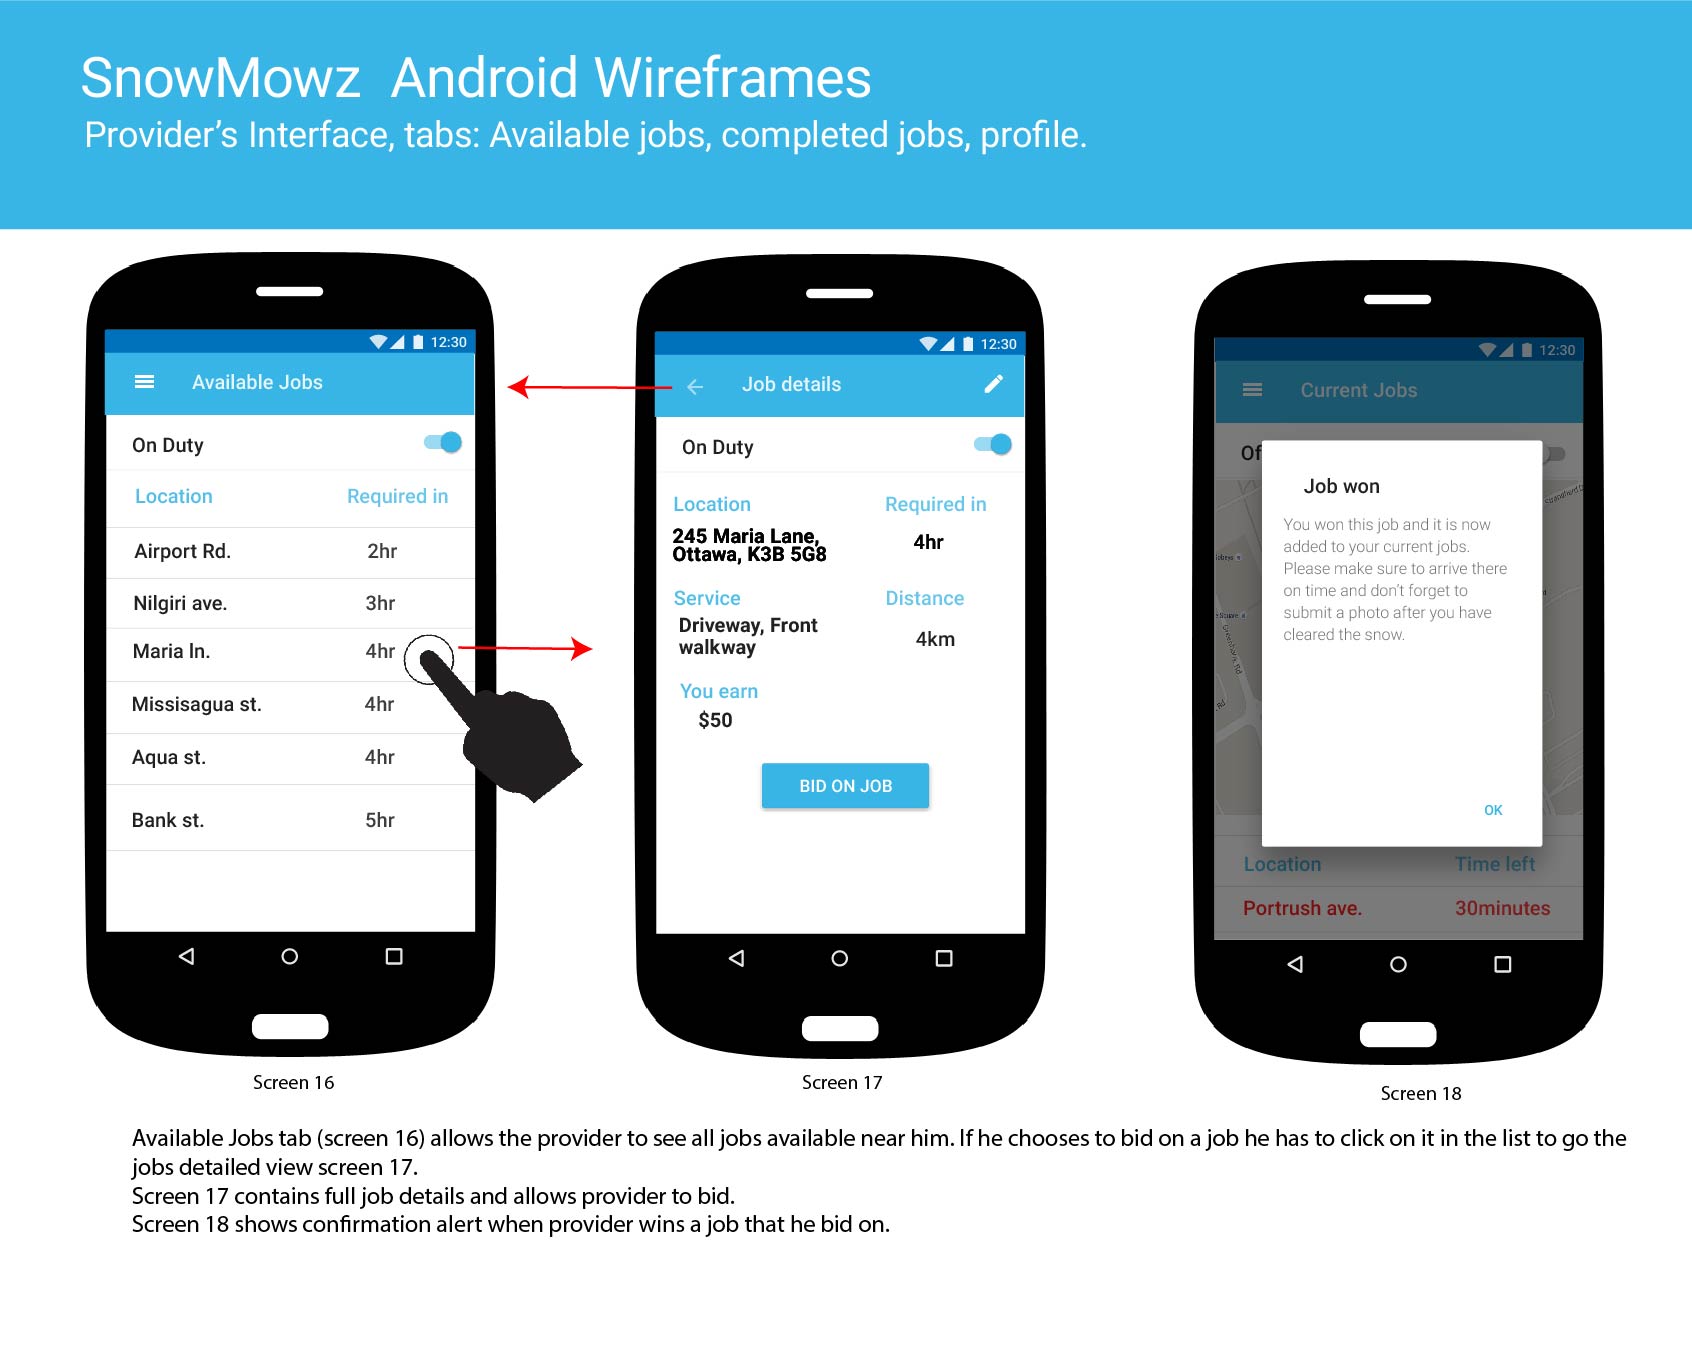 SnowMowz  Android Wireframes
Provider’s Interface, tabs: Available jobs, completed jobs, profile.
12:30
Available Jobs
On Duty
Location Required in
Airport Rd. 2hr
Nilgiri ave. 3hr
Maria ln. 4hr
Missisagua st. 4hr
Aqua st. 4hr
Bank st. 5hr
Screen 16
12:30
Job details
On Duty
Location Required in
245 Maria Lane, 4hr
Ottawa, K3B 5G8
Service Distance
Driveway, Front
walkway 4km
You earn
$50
BID ON JOB
Screen 17
12:30
Current Jobs
Of
Job won
You won this job and it is now
added to your current jobs.
Please make sure to arrive there
on time and don’t forget to
submit a photo after you have
cleared the snow.
OK
Location Time left
Portrush ave. 30minutes
Screen 18
Available Jobs tab (screen 16) allows the provider to see all jobs available near him. If he chooses to bid on a job he has to click on it in the list to go the
jobs detailed view screen 17.
Screen 17 contains full job details and allows provider to bid.
Screen 18 shows confirmation alert when provider wins a job that he bid on.